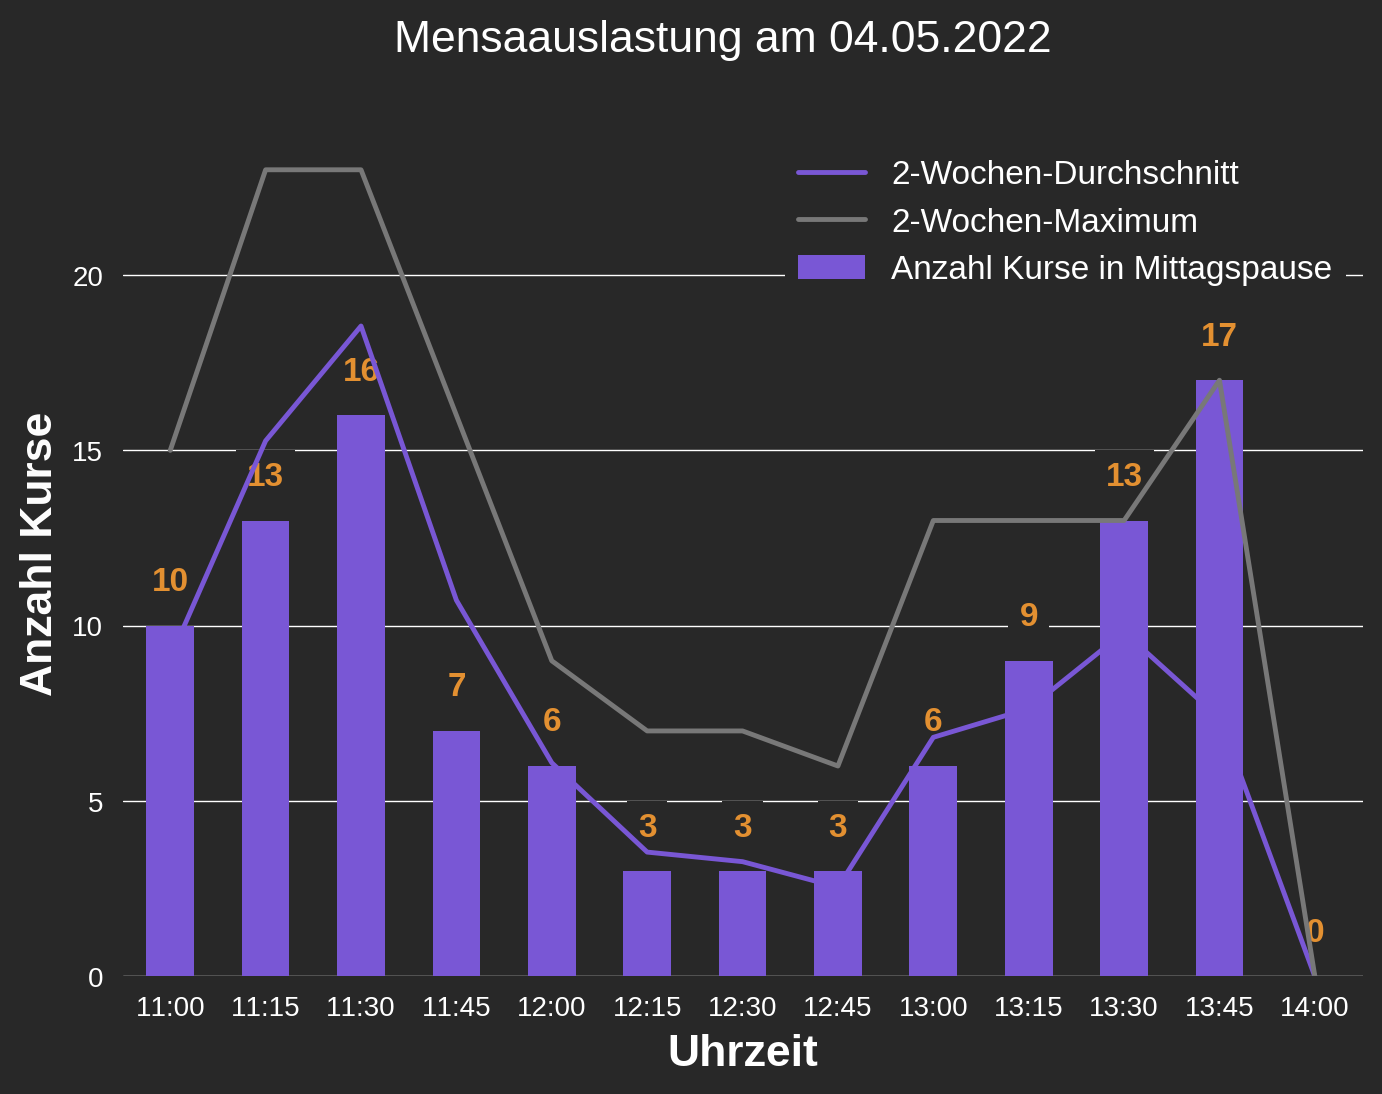 Mensaauslastung am 04.05.2022
2-Wochen-Durchschnitt
2-Wochen-Maximum
Anzahl Kurse in Mittagspause
Anzahl Kurse
20
15
10
5
0
10
13
16
7
6
3
3
3
6
9
13
17
0
11:00 11:15 11:30 11:45 12:00 12:15 12:30 12:45 13:00 13:15 13:30 13:45 14:00
Uhrzeit